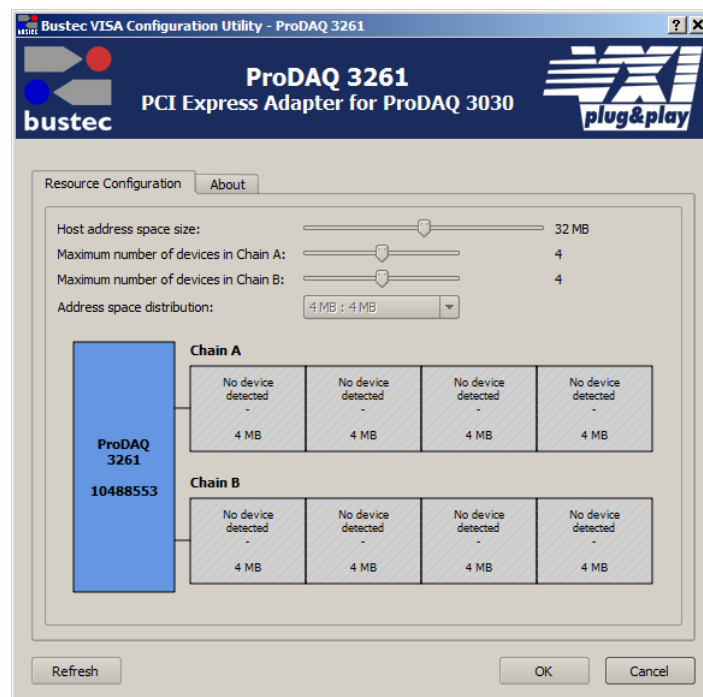 Bustec VISA Configuration Utility - ProDAQ 3261
bustec
ProDAQ 3261
PCI Express Adapter for ProDAQ 3030
VXI
plug&play
Resource Configuration
About
Host address space size:
32 MB
Maximum number of devices in Chain A:
4
Maximum number of devices in Chain B:
4
Address space distribution:
4 MB : 4 MB
ProDAQ
3261
10488553
Chain A
No device
detected
-
4 MB
No device
detected
-
4 MB
No device
detected
-
4 MB
No device
detected
-
4 MB
Chain B
No device
detected
-
4 MB
No device
detected
-
4 MB
No device
detected
-
4 MB
No device
detected
-
4 MB
Refresh
OK
Cancel